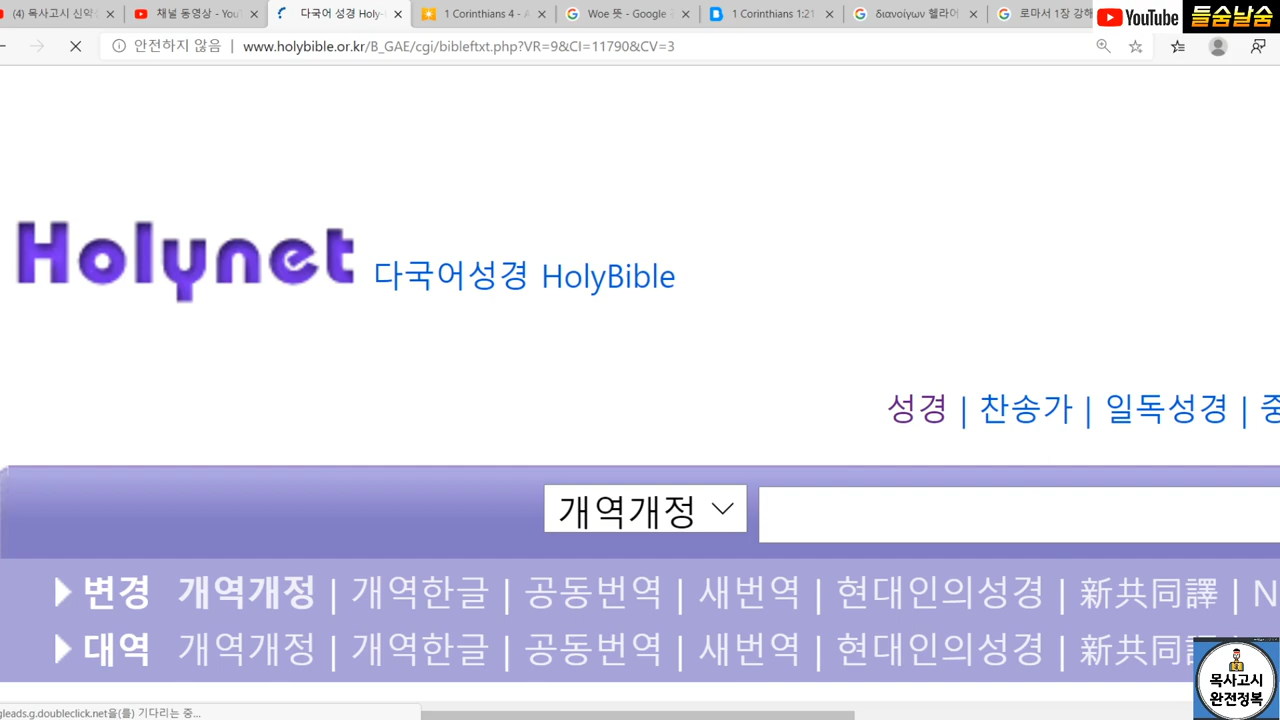 (4) 목사고시 신약
채널 동영상 - You
다국어 성경 Holy-
1 Corinthians
Woe 뜻 - Google
1 Corinthians 1:21
διανοίγων 헬라어
로마서 1장 강해
YouTube
들숨날숨
안전하지 않음 | www.holybible.or.kr/B_GAE/cgi/bibleftxt.php?VR=9&CI=11790&CV=3
Holynet 다국어성경 HolyBible
성경 | 찬송가 | 일독성경 | 중
개역개정
변경 개역개정 | 개역한글 | 공동번역 | 새번역 | 현대인의성경 | 新共同譯 | N
대역 개역개정 | 개역한글 | 공동번역 | 새번역 | 현대인의성경 | 新共同
목사고시
완전정복
gleads.g.doubleclick.net을(를) 기다리는 중...